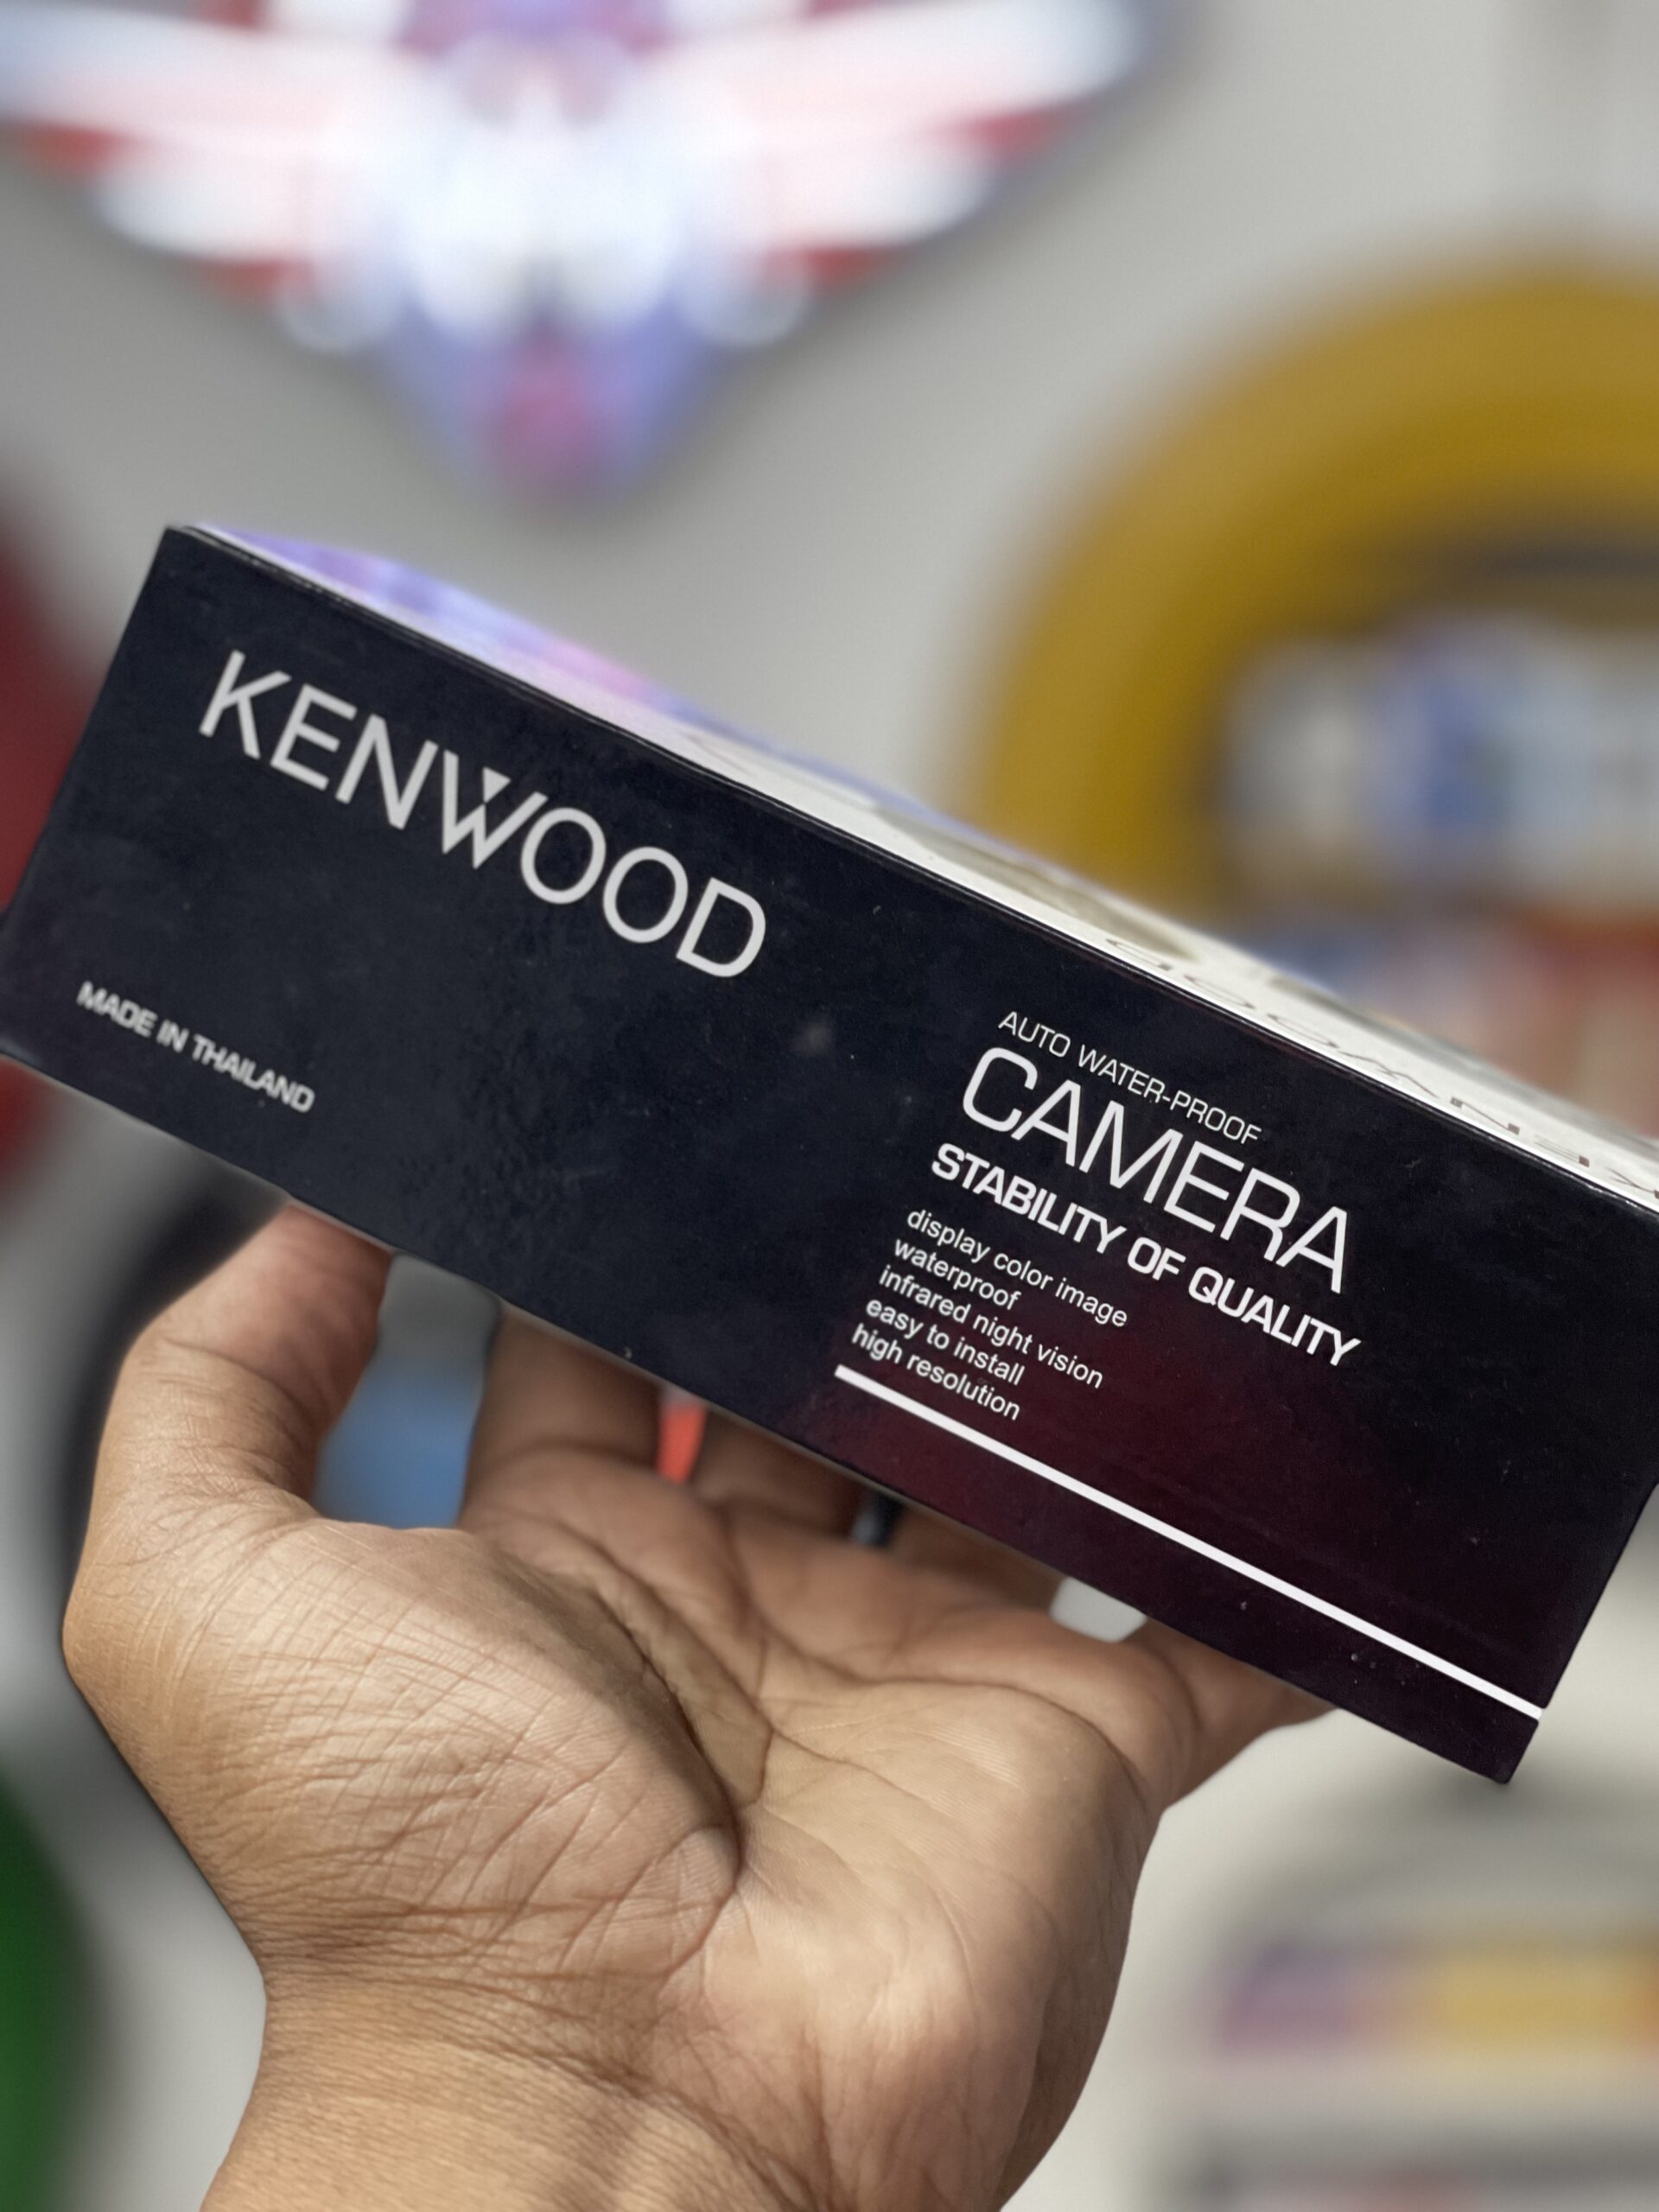 KENWOOD
MADE IN THAILAND
AUTO WATER-PROOF
CAMERA
STABILITY OF QUALITY
display color image
waterproof
infrared night vision
easy to install
high resolution